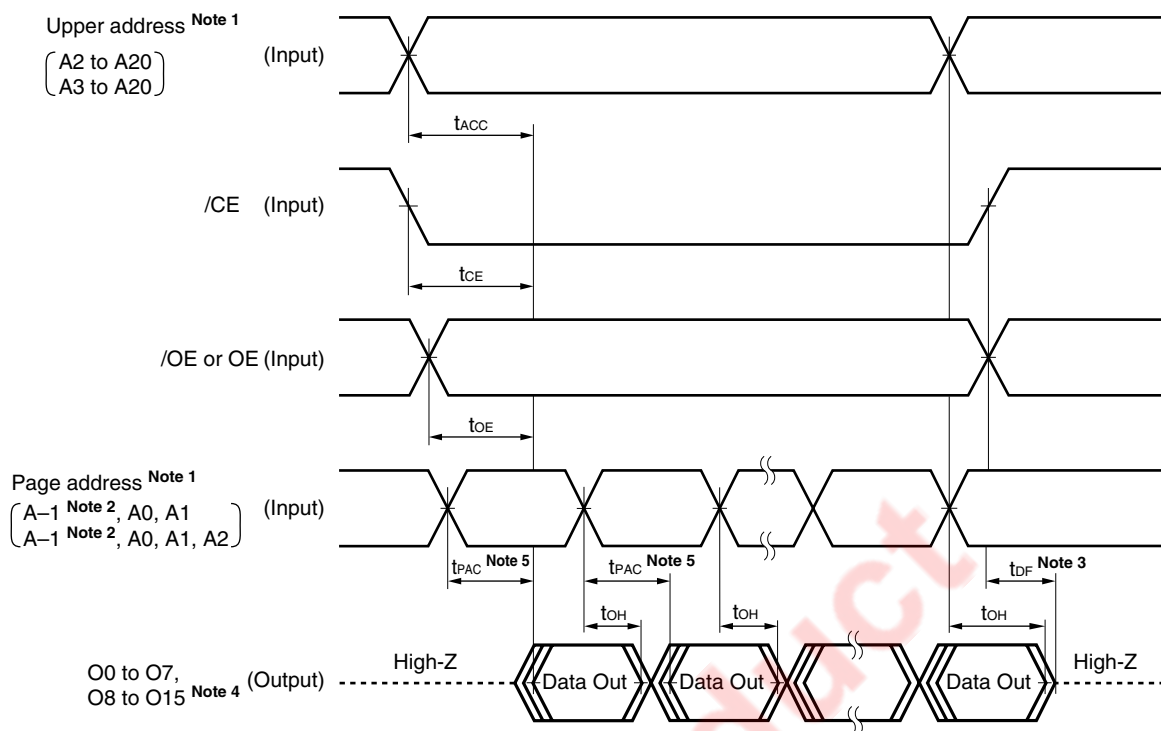 Upper address Note 1
(Input)
A2 to A20
A3 to A20
tACC
/CE (Input)
tCE
/OE or OE (Input)
tOE
Page address Note 1
(Input)
A–1 Note 2, A0, A1
A–1 Note 2, A0, A1, A2
tPAC Note 5
tPAC Note 5
tDF Note 3
tOH
tOH
tOH
High-Z
O0 to O7,
O8 to O15 Note 4
(Output)
Data Out
Data Out
Data Out
High-Z